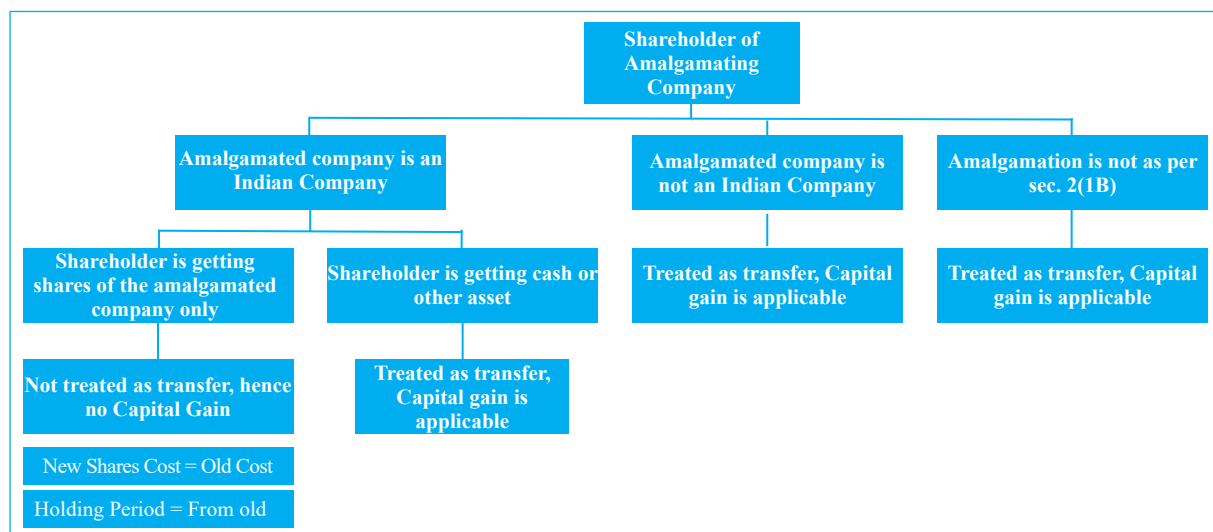 Shareholder of
Amalgamating
Company
Amalgamated company is an
Indian Company
Amalgamated company is
not an Indian Company
Amalgamation is not as per
sec. 2(1B)
Shareholder is getting
shares of the amalgamated
company only
Shareholder is getting cash or
other asset
Treated as transfer, Capital
gain is applicable
Treated as transfer, Capital
gain is applicable
Not treated as transfer, hence
no Capital Gain
Treated as transfer,
Capital gain is
applicable
New Shares Cost = Old Cost
Holding Period = From old